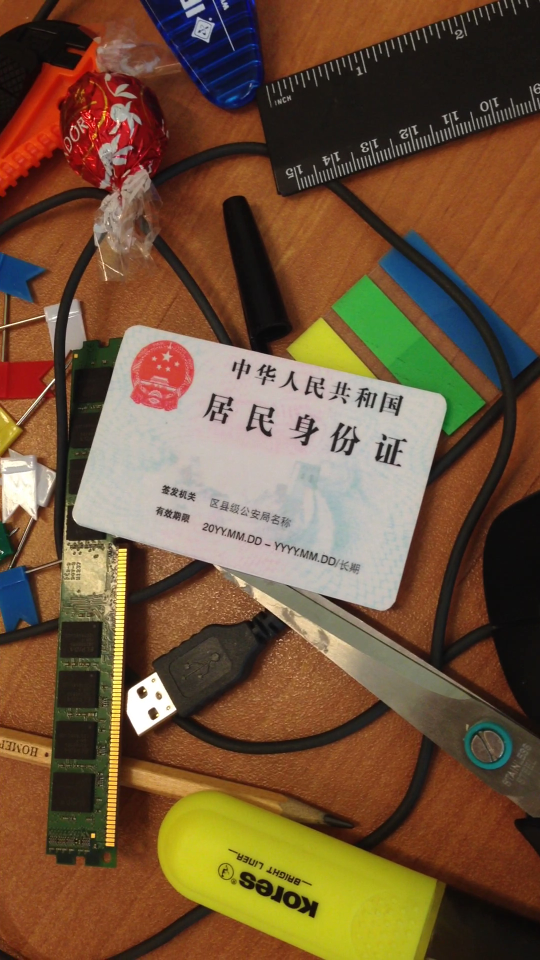 INCH 1 2
15 14 13 12 11 10 9
中华人民共和国
居民身份证
签发机关 区县级公安局名称
有效期限 20YY.MM.DD – YYYY.MM.DD/长期
STAINLESS
Kores®
BRIGHT LINER